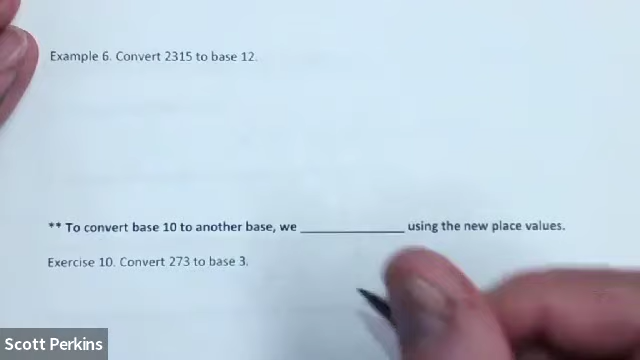 Example 6. Convert 2315 to base 12.
** To convert base 10 to another base, we ____________ using the new place values.
Exercise 10. Convert 273 to base 3.
Scott Perkins